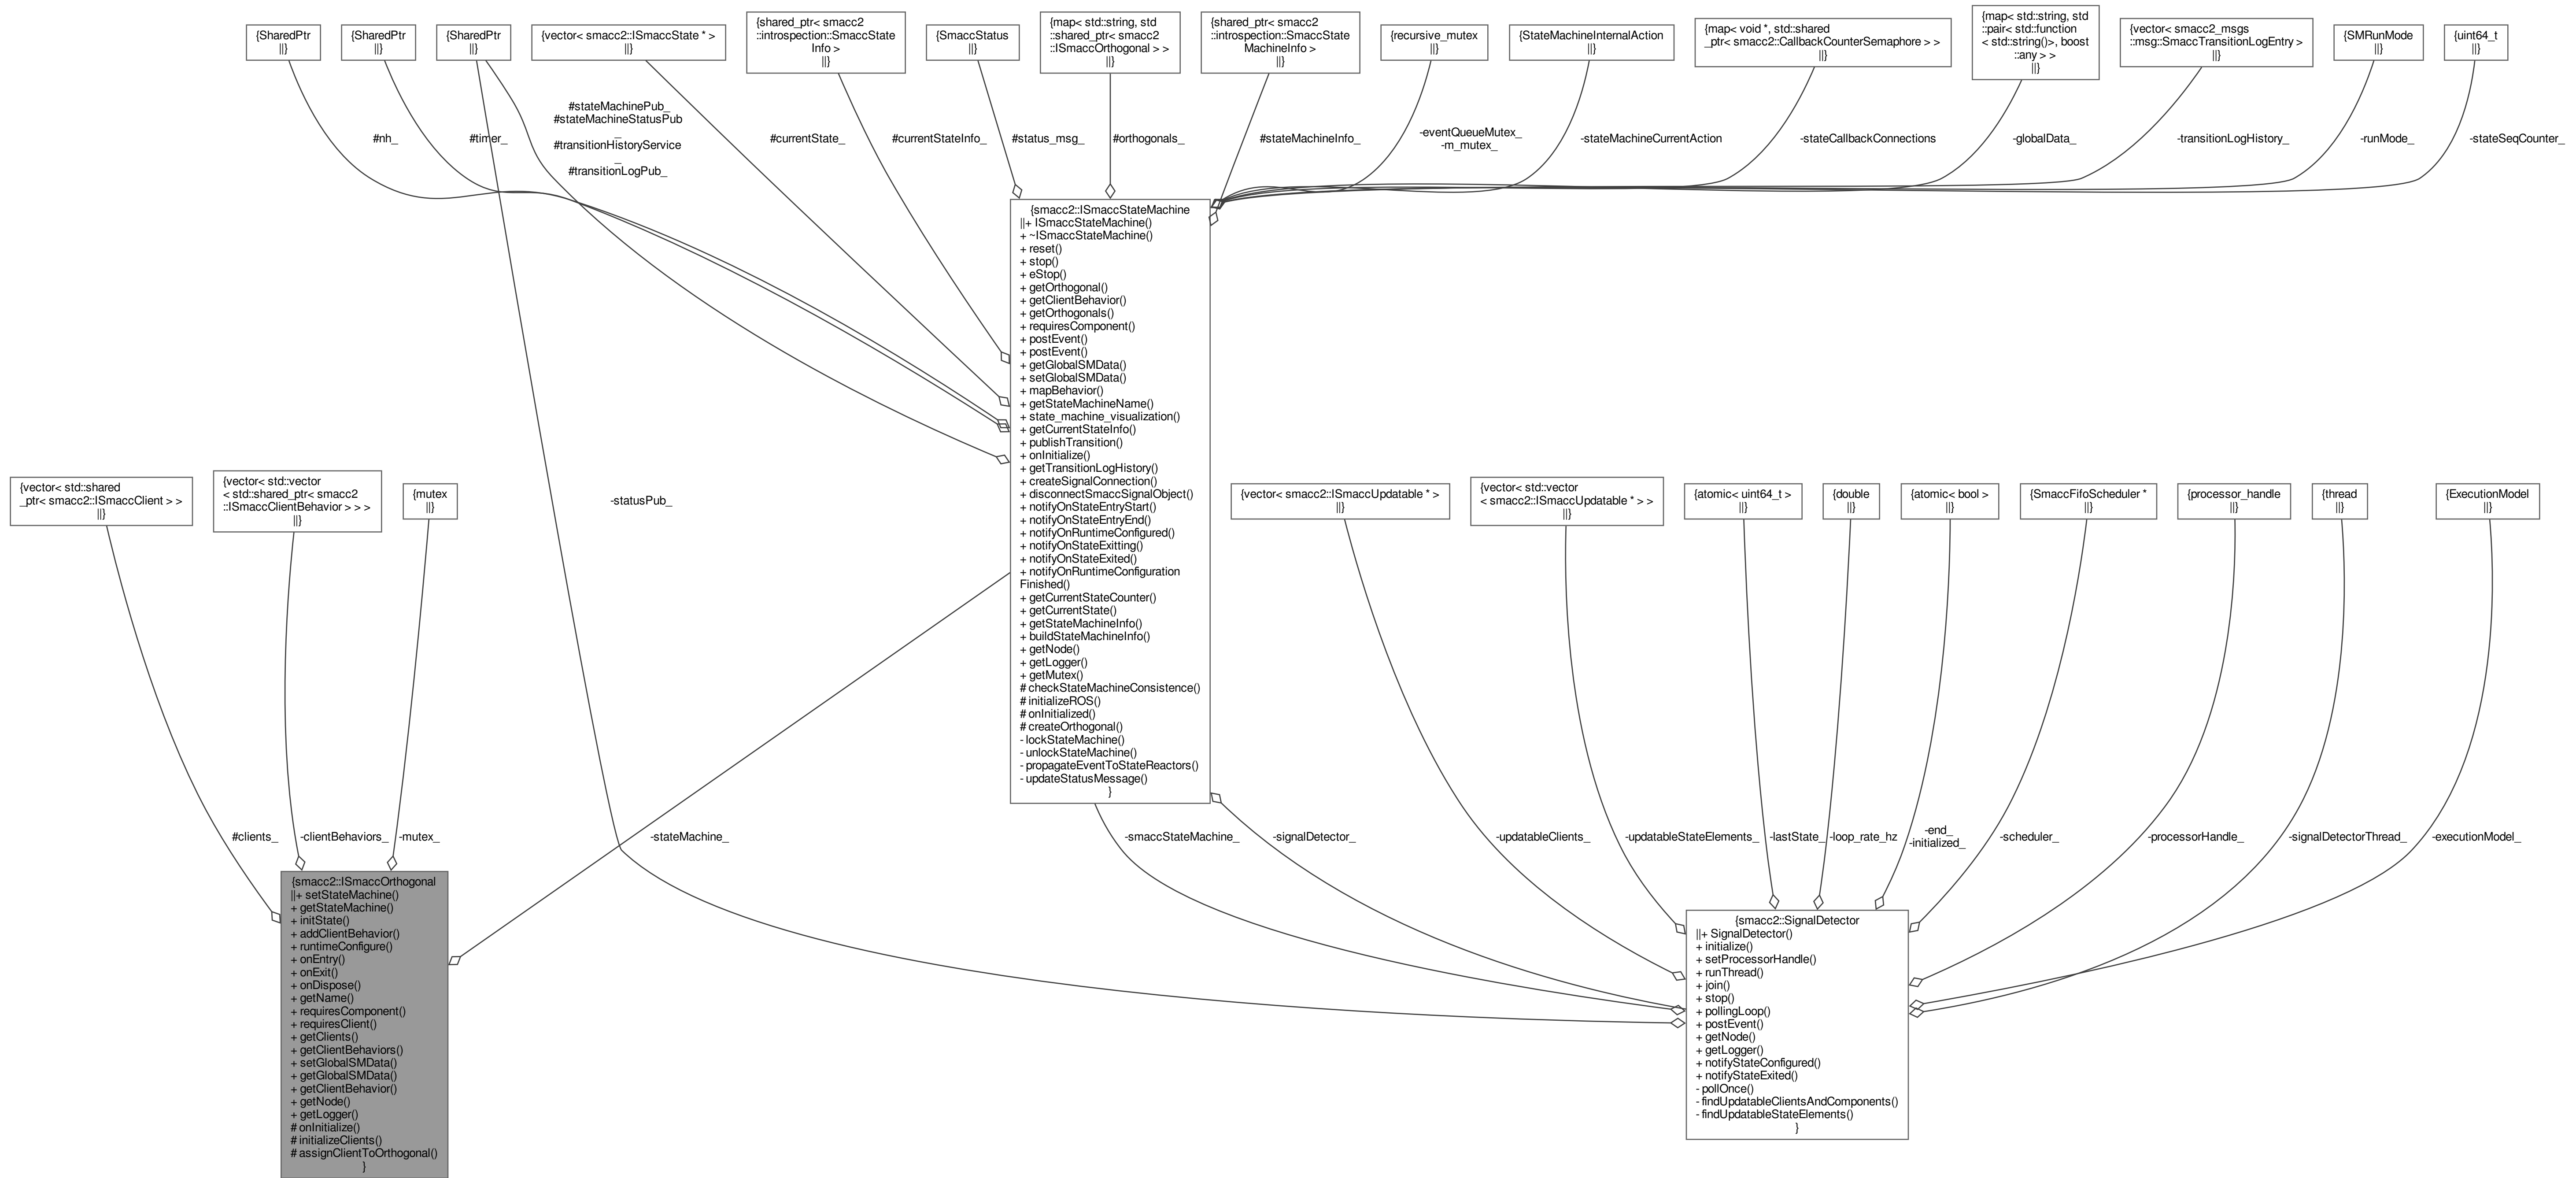 {SharedPtr
||}
{SharedPtr
||}
{SharedPtr
||}
{vector< smacc2::ISmaccState * >
||}
{shared_ptr< smacc2
::introspection::SmaccState
Info >
||}
{SmaccStatus
||}
{map< std::string, std
::shared_ptr< smacc2
::ISmaccOrthogonal > >
||}
{shared_ptr< smacc2
::introspection::SmaccState
MachineInfo >
||}
{recursive_mutex
||}
{StateMachineInternalAction
||}
{map< void *, std::shared
_ptr< smacc2::CallbackCounterSemaphore > >
||}
{map< std::string, std
::pair< std::function
< std::string()>, boost
::any > >
||}
{vector< smacc2_msgs
::msg::SmaccTransitionLogEntry >
||}
{SMRunMode
||}
{uint64_t
||}
#nh_
#timer_
#stateMachinePub_
#stateMachineStatusPub
_
#transitionHistoryService
_
#transitionLogPub_
#currentState_
#currentStateInfo_
#status_msg_
#orthogonals_
#stateMachineInfo_
-eventQueueMutex_
-m_mutex_
-stateMachineCurrentAction
-stateCallbackConnections
-globalData_
-transitionLogHistory_
-runMode_
-stateSeqCounter_
{smacc2::ISmaccStateMachine
||+ ISmaccStateMachine()
+ ~ISmaccStateMachine()
+ reset()
+ stop()
+ eStop()
+ getOrthogonal()
+ getClientBehavior()
+ getOrthogonals()
+ requiresComponent()
+ postEvent()
+ postEvent()
+ getGlobalSMData()
+ setGlobalSMData()
+ mapBehavior()
+ getStateMachineName()
+ state_machine_visualization()
+ getCurrentStateInfo()
+ publishTransition()
+ onInitialize()
+ getTransitionLogHistory()
+ createSignalConnection()
+ disconnectSmaccSignalObject()
+ notifyOnStateEntryStart()
+ notifyOnStateEntryEnd()
+ notifyOnRuntimeConfigured()
+ notifyOnStateExitting()
+ notifyOnStateExited()
+ notifyOnRuntimeConfiguration
Finished()
+ getCurrentStateCounter()
+ getCurrentState()
+ getStateMachineInfo()
+ buildStateMachineInfo()
+ getNode()
+ getLogger()
+ getMutex()
# checkStateMachineConsistence()
# initializeROS()
# onInitialized()
# createOrthogonal()
- lockStateMachine()
- unlockStateMachine()
- propagateEventToStateReactors()
- updateStatusMessage()
}
{vector< std::shared
_ptr< smacc2::ISmaccClient > >
||}
{vector< std::vector
< std::shared_ptr< smacc2
::ISmaccClientBehavior > > >
||}
{mutex
||}
-statusPub_
{vector< smacc2::ISmaccUpdatable * >
||}
{vector< std::vector
< smacc2::ISmaccUpdatable * > >
||}
{atomic< uint64_t >
||}
{double
||}
{atomic< bool >
||}
{SmaccFifoScheduler *
||}
{processor_handle
||}
{thread
||}
{ExecutionModel
||}
#clients_
-clientBehaviors_
-mutex_
-stateMachine_
-smaccStateMachine_
-signalDetector_
-updatableClients_
-updatableStateElements_
-lastState_
-loop_rate_hz
-end_
-initialized_
-scheduler_
-processorHandle_
-signalDetectorThread_
-executionModel_
{smacc2::ISmaccOrthogonal
||+ setStateMachine()
+ getStateMachine()
+ initState()
+ addClientBehavior()
+ runtimeConfigure()
+ onEntry()
+ onExit()
+ onDispose()
+ getName()
+ requiresComponent()
+ requiresClient()
+ getClients()
+ getClientBehaviors()
+ setGlobalSMData()
+ getGlobalSMData()
+ getClientBehavior()
+ getNode()
+ getLogger()
# onInitialize()
# initializeClients()
# assignClientToOrthogonal()
}
{smacc2::SignalDetector
||+ SignalDetector()
+ initialize()
+ setProcessorHandle()
+ runThread()
+ join()
+ stop()
+ pollingLoop()
+ postEvent()
+ getNode()
+ getLogger()
+ notifyStateConfigured()
+ notifyStateExited()
- pollOnce()
- findUpdatableClientsAndComponents()
- findUpdatableStateElements()
}